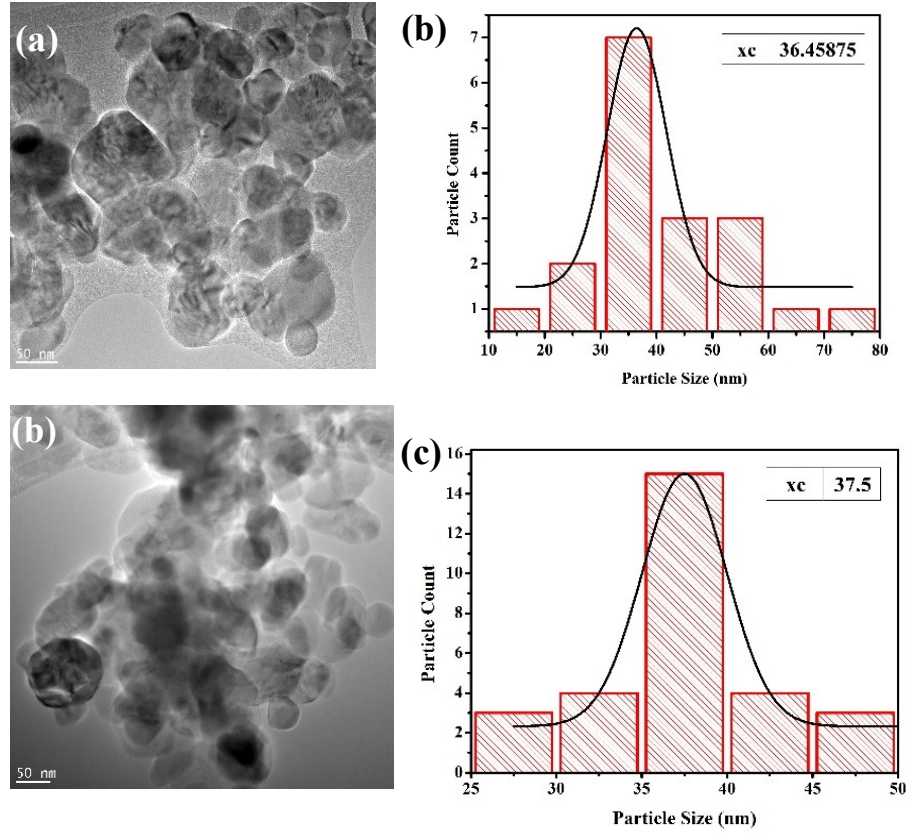 (a)
50 nm
(b)
xc 36.45875
Particle Count
7
6
5
4
3
2
1
10 20 30 40 50 60 70 80
Particle Size (nm)
(b)
50 nm
(c)
xc 37.5
Particle Count
16
14
12
10
8
6
4
2
0
25 30 35 40 45 50
Particle Size (nm)